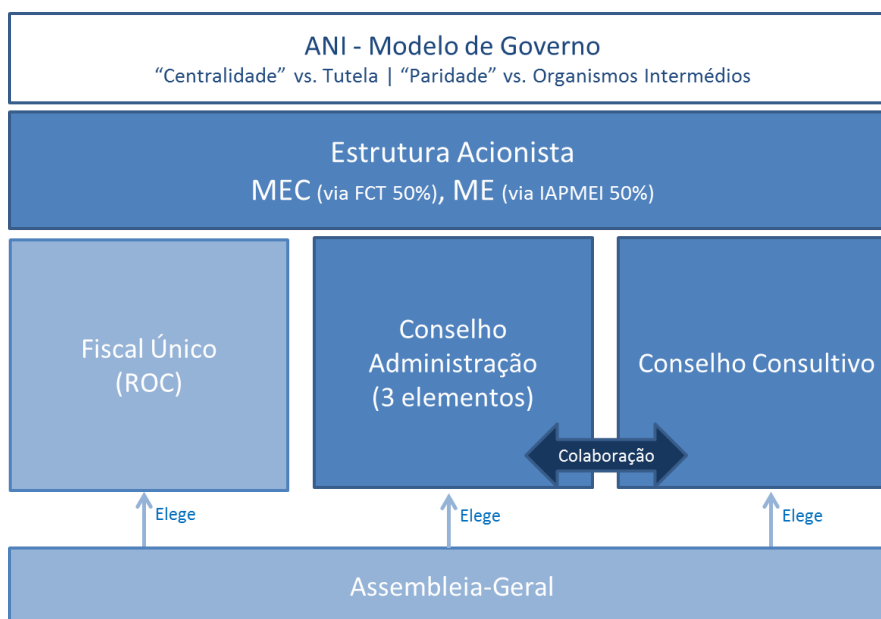 ANI - Modelo de Governo
“Centralidade” vs. Tutela | “Paridade” vs. Organismos Intermédios
Estrutura Acionista
MEC (via FCT 50%), ME (via IAPMEI 50%)
Fiscal Único
(ROC)
Conselho
Administração
(3 elementos)
Conselho Consultivo
Colaboração
Elege
Elege
Elege
Assembleia-Geral